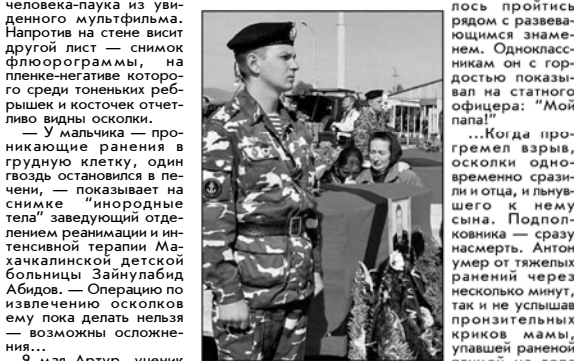 человека-паука из уви-
денного мультфильма.
Напротив на стене висит
другой лист — снимок
флюорограммы, на
пленке-негативе которо-
го среди тоненьких реб-
рышек и косточек отчет-
ливо видны осколки.
— У мальчика — про-
никающие ранения в
грудную клетку, один
гвоздь остановился в пе-
чени, — показывает на
снимке "инородные
тела" заведующий отде-
лением реанимации и ин-
тенсивной терапии Ма-
хачкалинской детской
больницы Зайнулабид
Абидов. — Операцию по
извлечению осколков
ему пока делать нельзя
— возможны осложне-
ния...
9 мая Артур, ученик
лось пройтись
рядом с развева-
ющимся знаме-
нем. Однокласс-
никам он с гор-
достью показы-
вал на статного
офицера: "Мой
папа!"
...Когда про-
гремел взрыв,
осколки одно-
временно срази-
ли и отца, и льнув-
шего к нему
сына. Подпол-
ковника — сразу
насмерть. Антон
умер от тяжелых
ранений через
несколько минут,
так и не услышав
пронзительных
криков мамы,
упавшей раненой